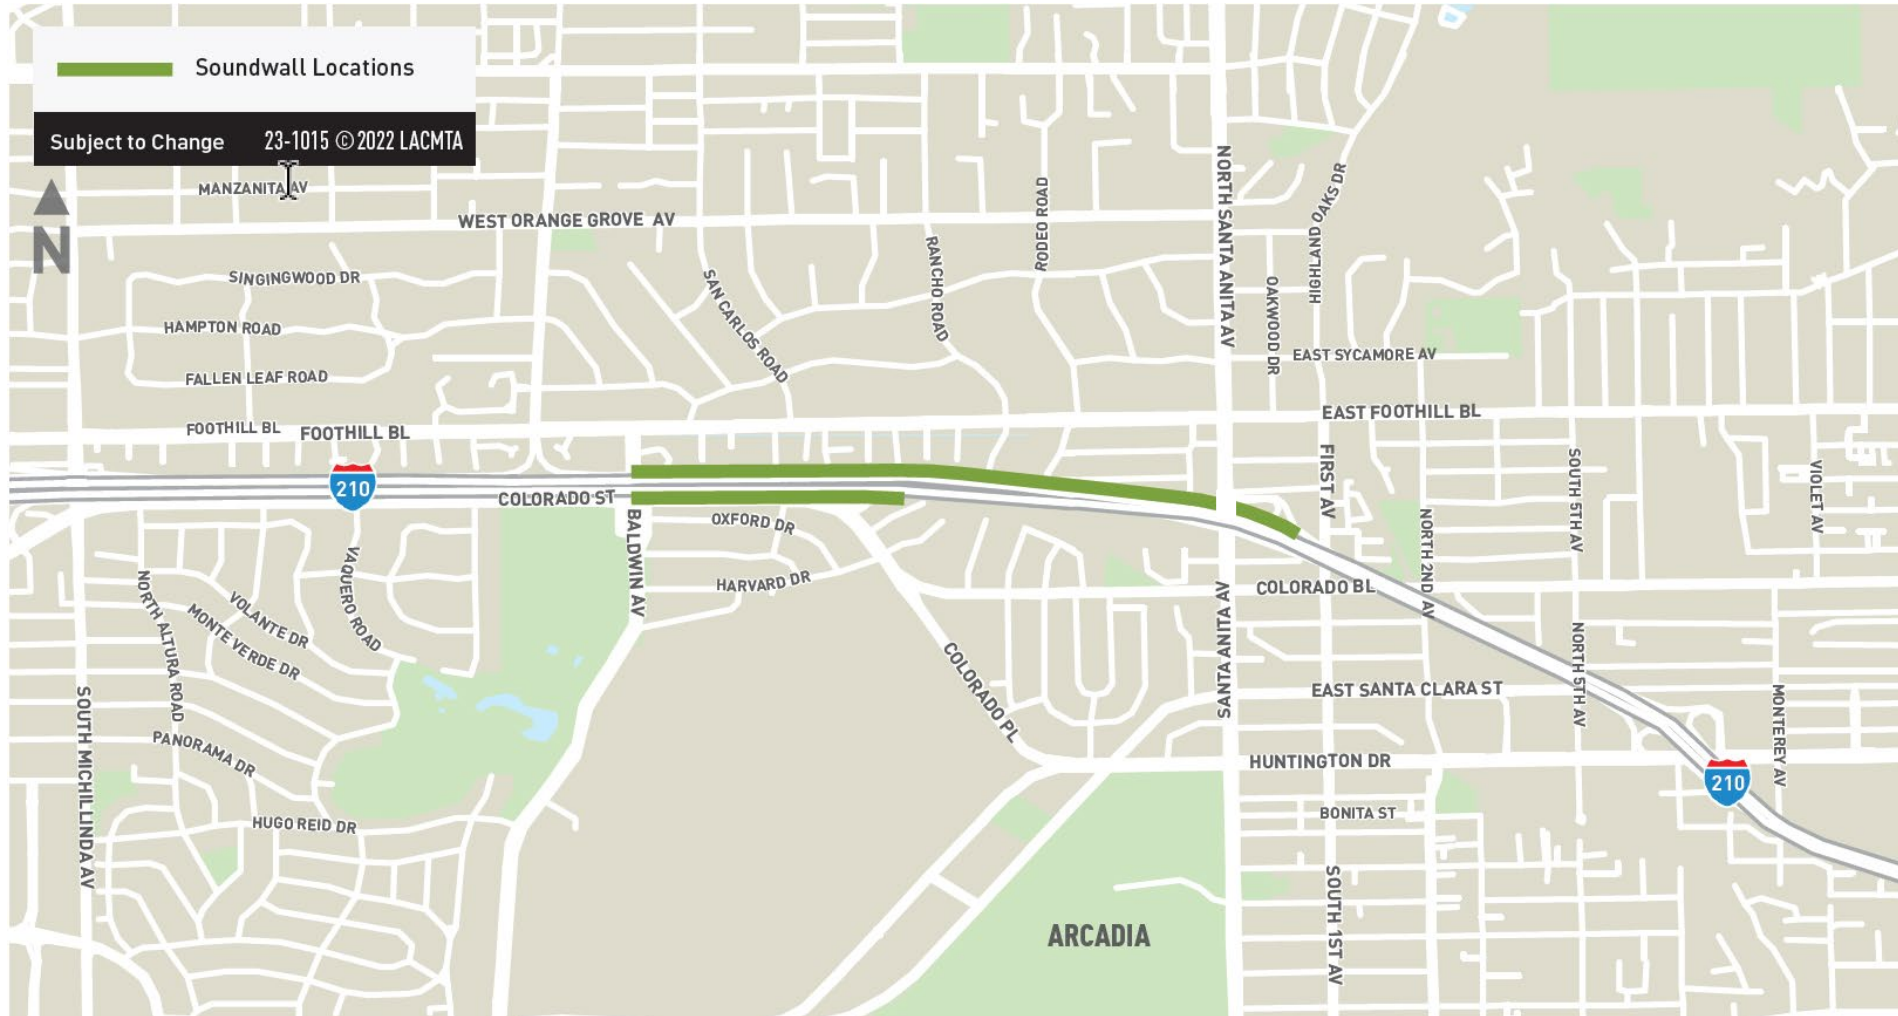 Soundwall Locations
Subject to Change 23-1015 © 2022 LACMTA
N
MANZANITA AV
WEST ORANGE GROVE AV
SINGINGWOOD DR
HAMPTON ROAD
FALLEN LEAF ROAD
FOOTHILL BL
FOOTHILL BL
SAN CARLOS ROAD
RANCHO ROAD
RODEO ROAD
NORTH SANTA ANITA AV
OAKWOOD DR
HIGHLAND OAKS DR
EAST SYCAMORE AV
EAST FOOTHILL BL
210
COLORADO ST
BALDWIN AV
OXFORD DR
HARVARD DR
FIRST AV
NORTH 2ND AV
SOUTH 5TH AV
VIOLET AV
VAQUERO ROAD
VOLANTE DR
MONTE VERDE DR
NORTH ALTURA ROAD
PANORAMA DR
SOUTH MICHILLINDA AV
HUGO REID DR
COLORADO PL
COLORADO BL
SANTA ANITA AV
EAST SANTA CLARA ST
NORTH 5TH AV
MONTEREY AV
HUNTINGTON DR
210
BONITA ST
SOUTH 1ST AV
ARCADIA